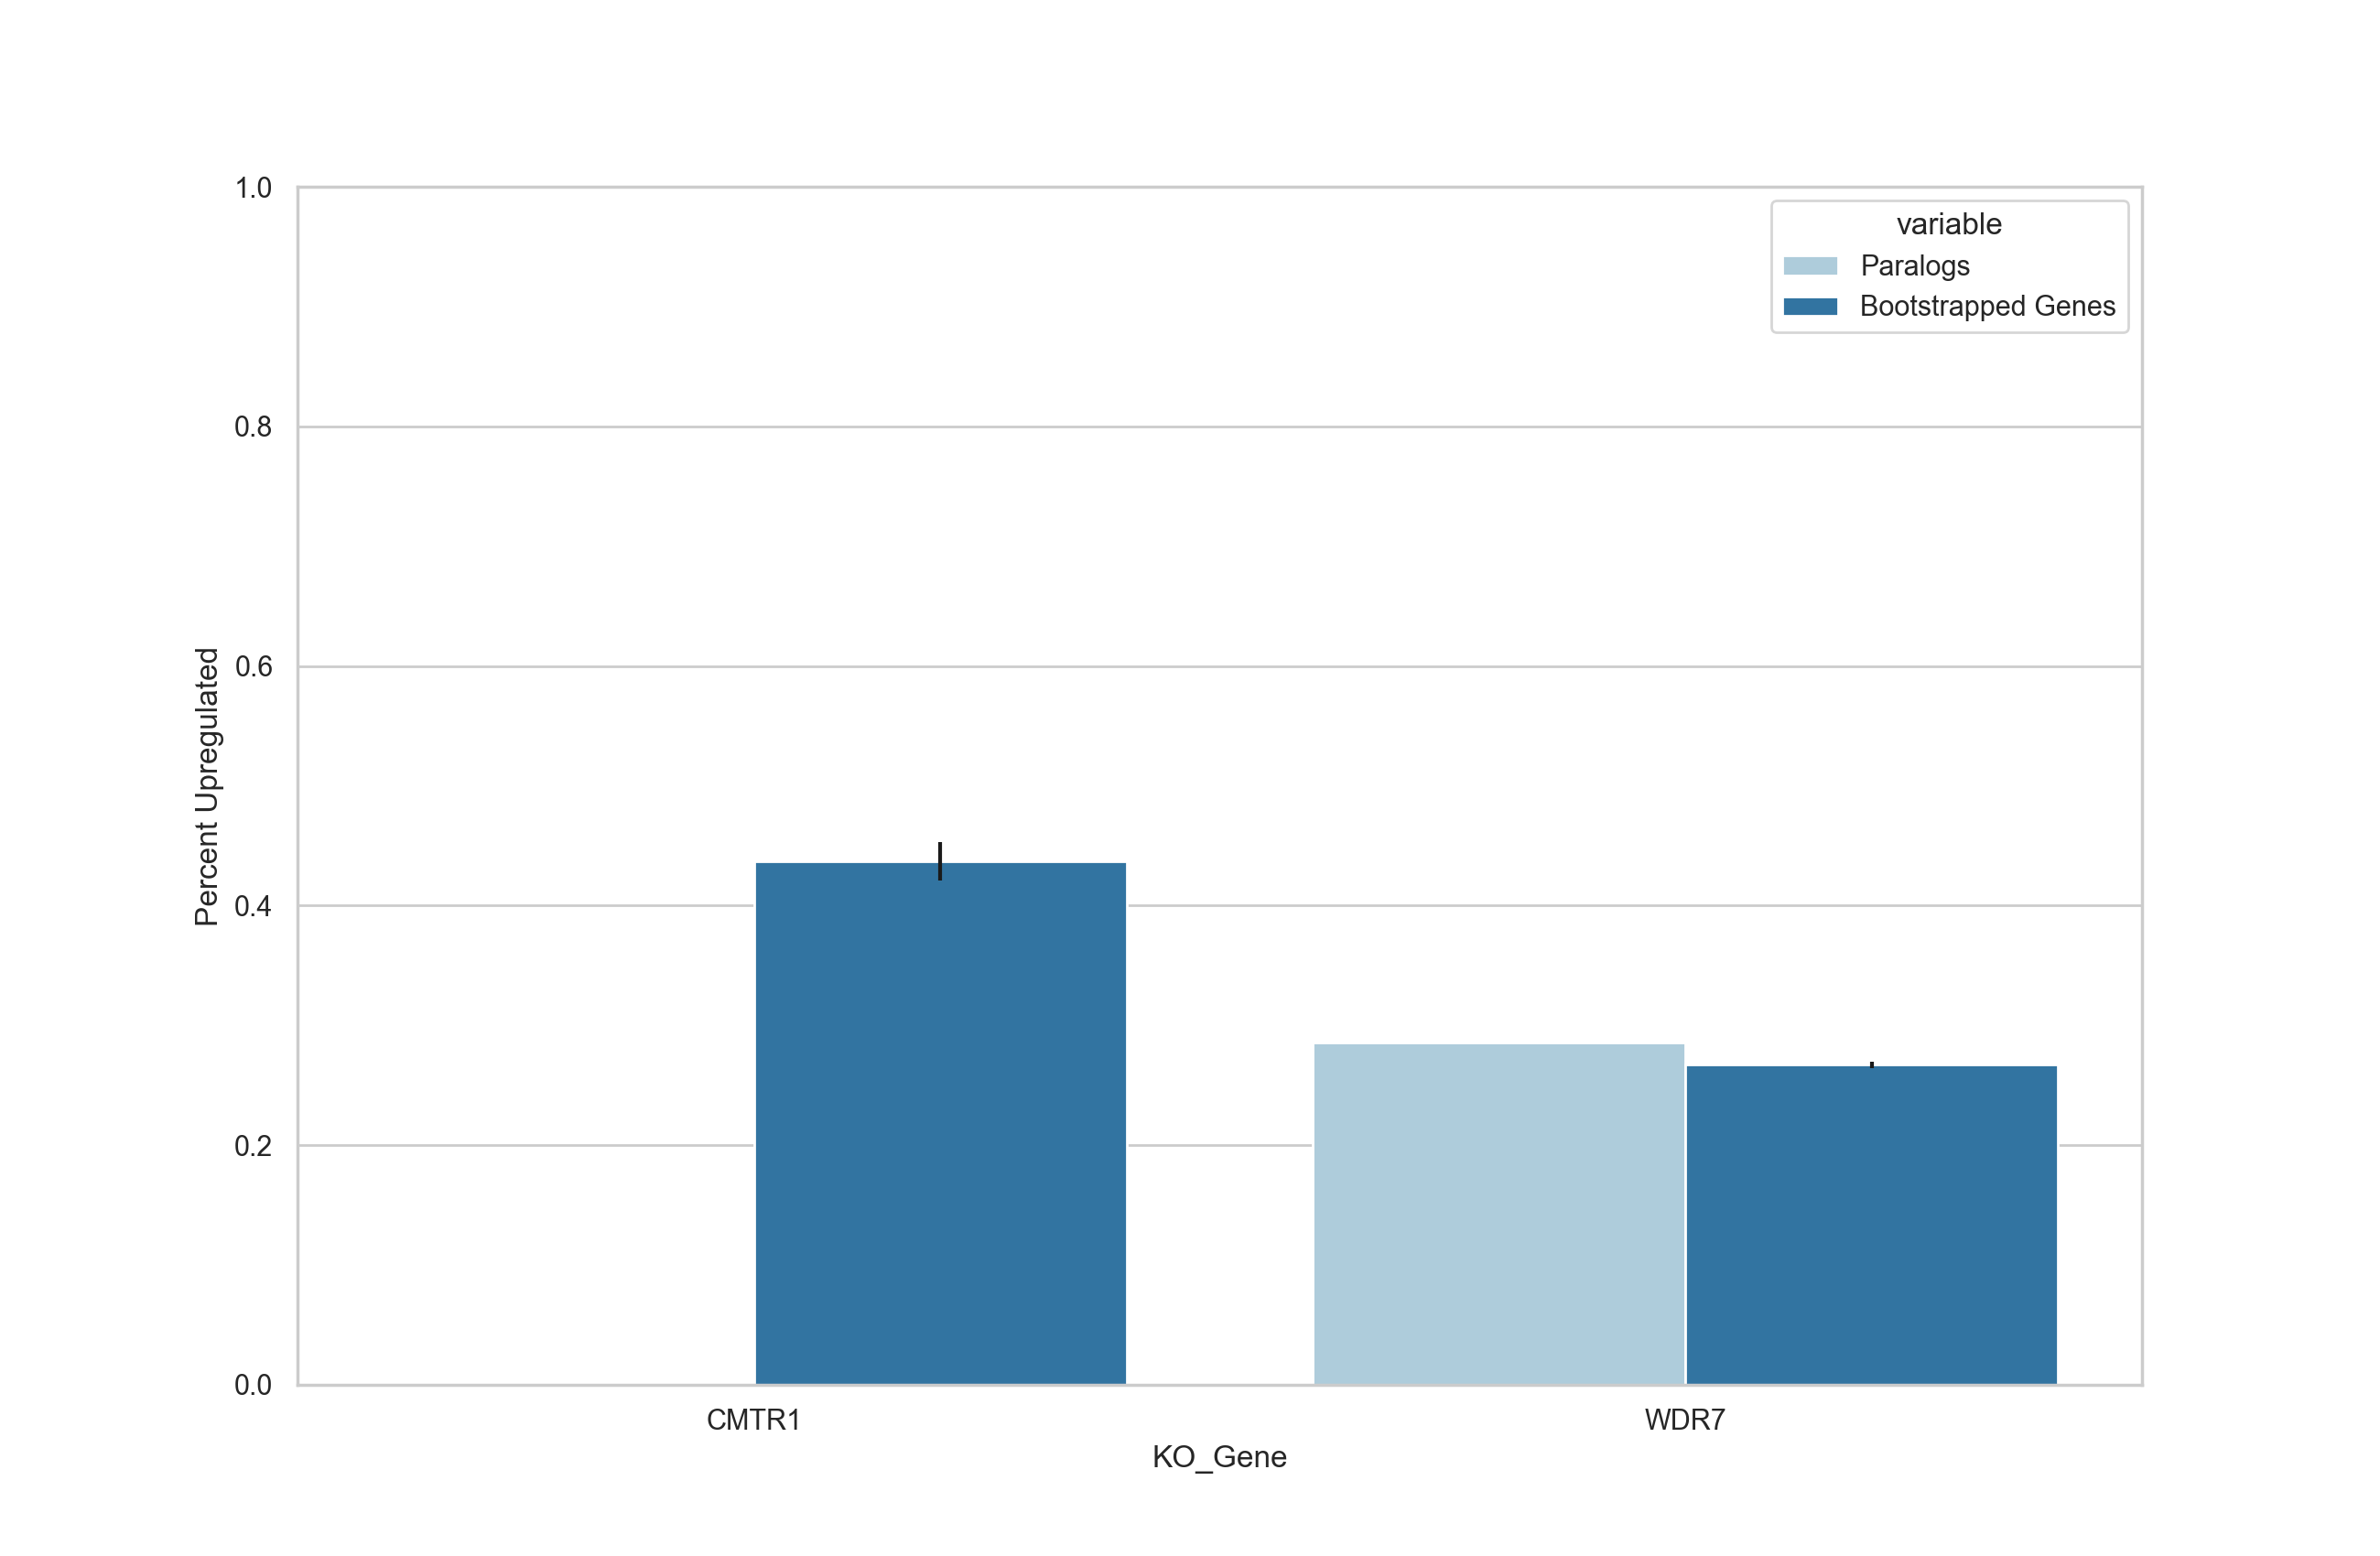 1.0
0.8
0.6
0.4
0.2
0.0
Percent Upregulated
variable
Paralogs
Bootstrapped Genes
CMTR1
WDR7
KO_Gene